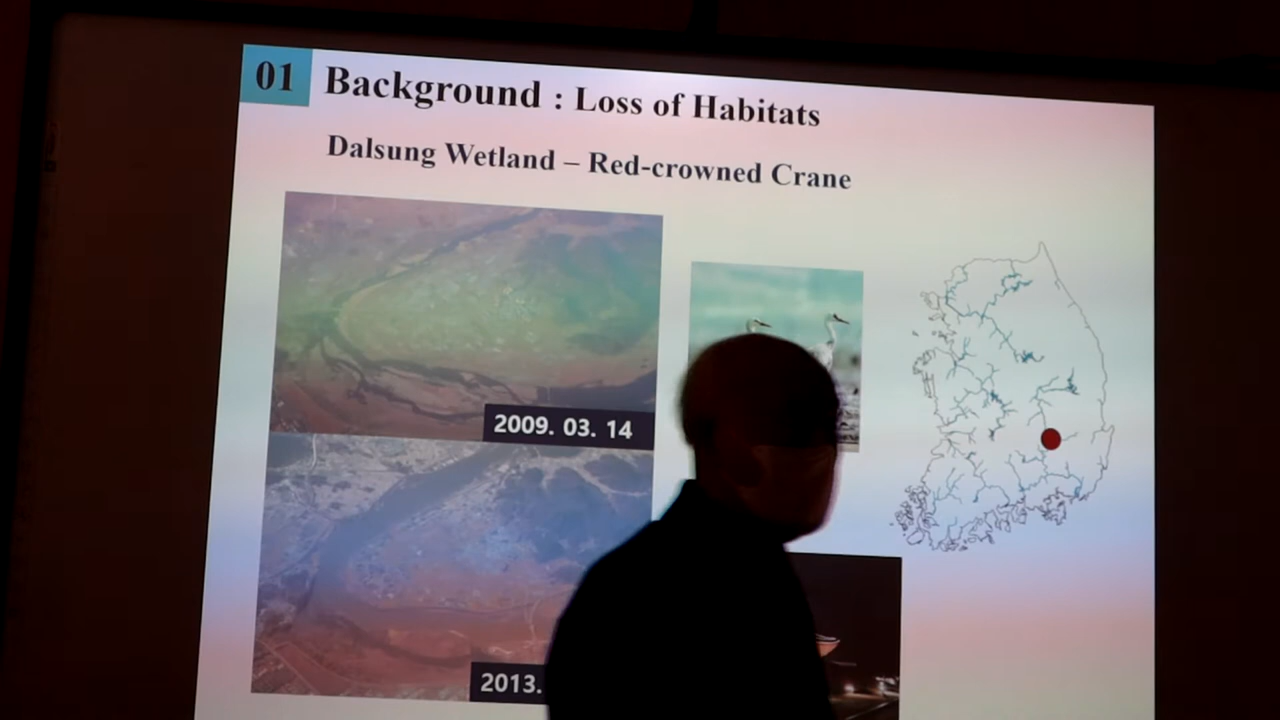 01 Background : Loss of Habitats
Dalsung Wetland – Red-crowned Crane
2009. 03. 14
2013.